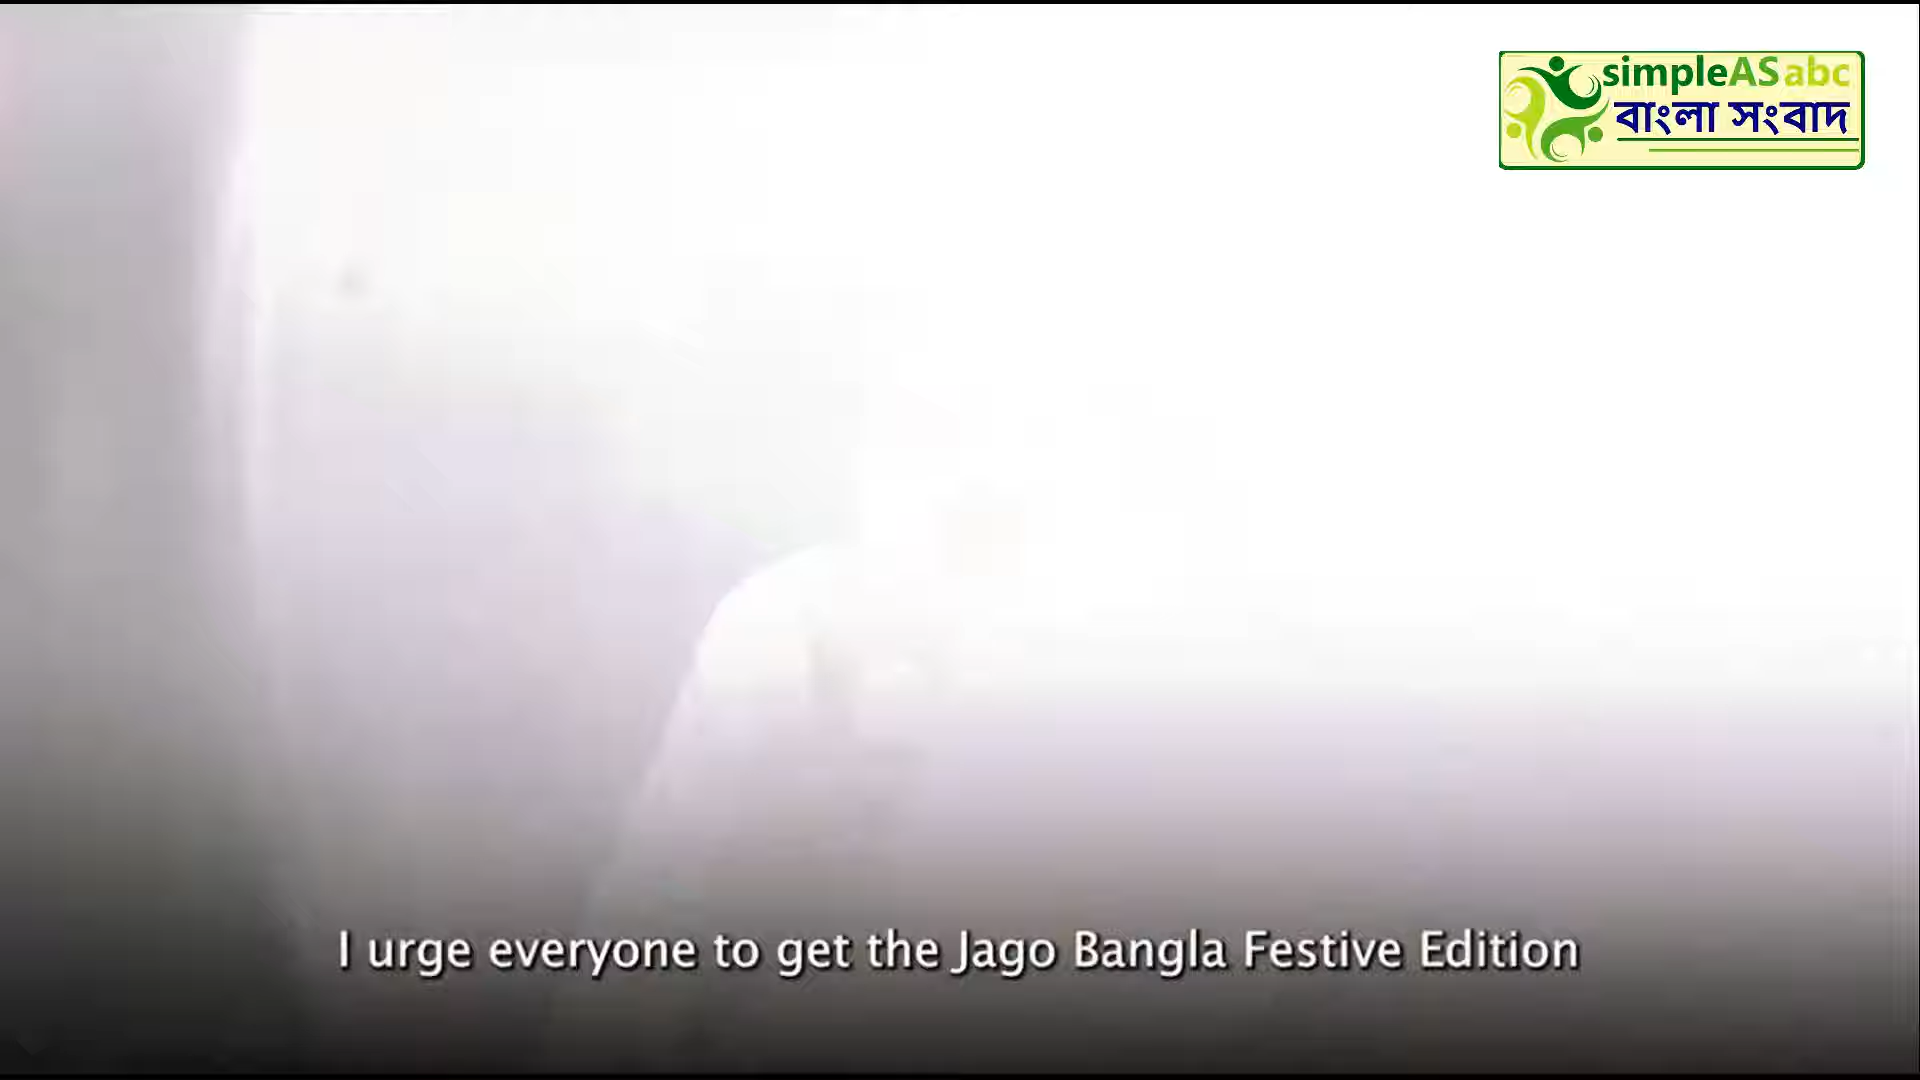 simpleASabc
বাংলা সংবাদ
I urge everyone to get the Jago Bangla Festive Edition